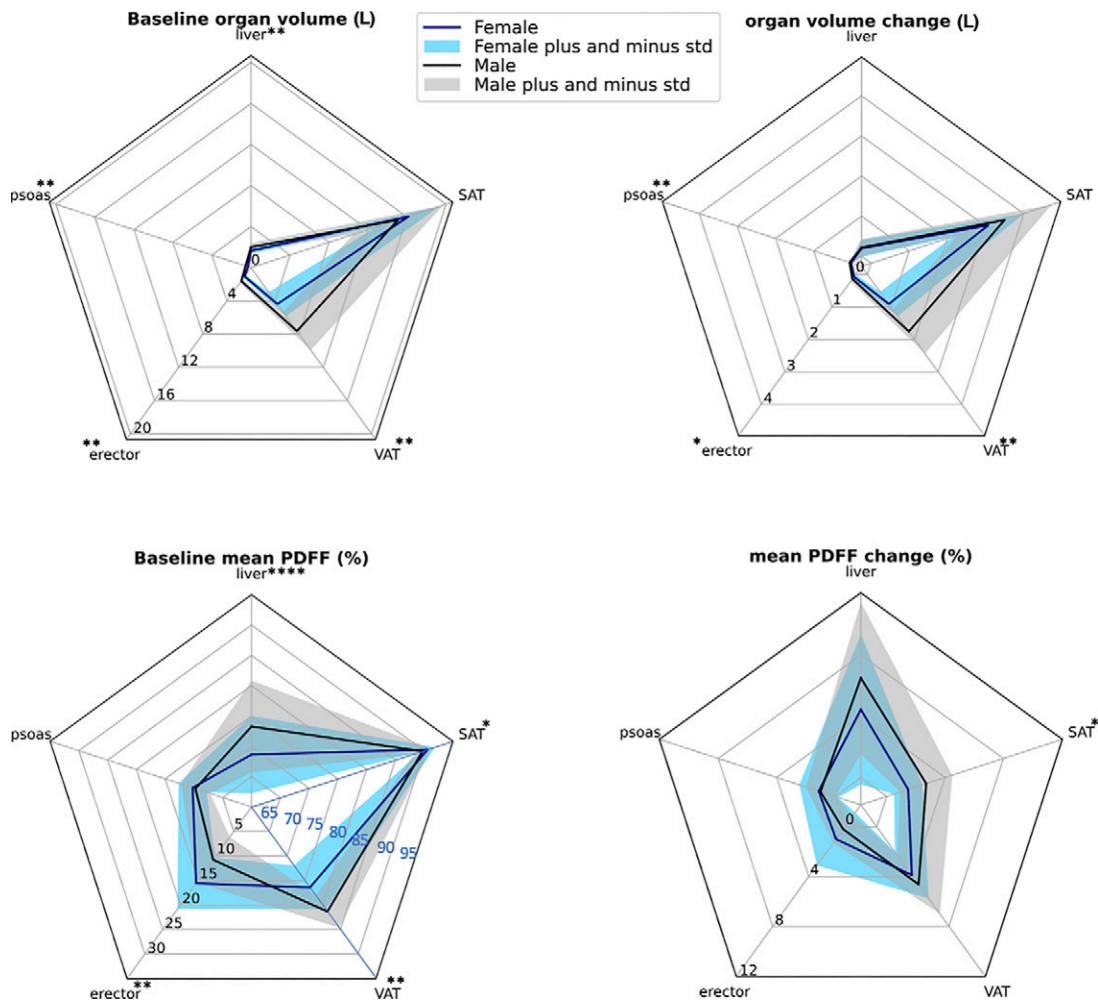 Baseline organ volume (L)
liver**
psoas**
SAT
0
4
8
12
16
20
**erector
VAT**
Female
Female plus and minus std
Male
Male plus and minus std
organ volume change (L)
liver
psoas**
SAT
0
1
2
3
4
*erector
VAT**
Baseline mean PDFF (%)
liver****
psoas
SAT*
65 70 75 80 85 90 95
5
10
15
20
25
30
erector**
VAT**
mean PDFF change (%)
liver
psoas
SAT*
0
4
8
12
erector
VAT